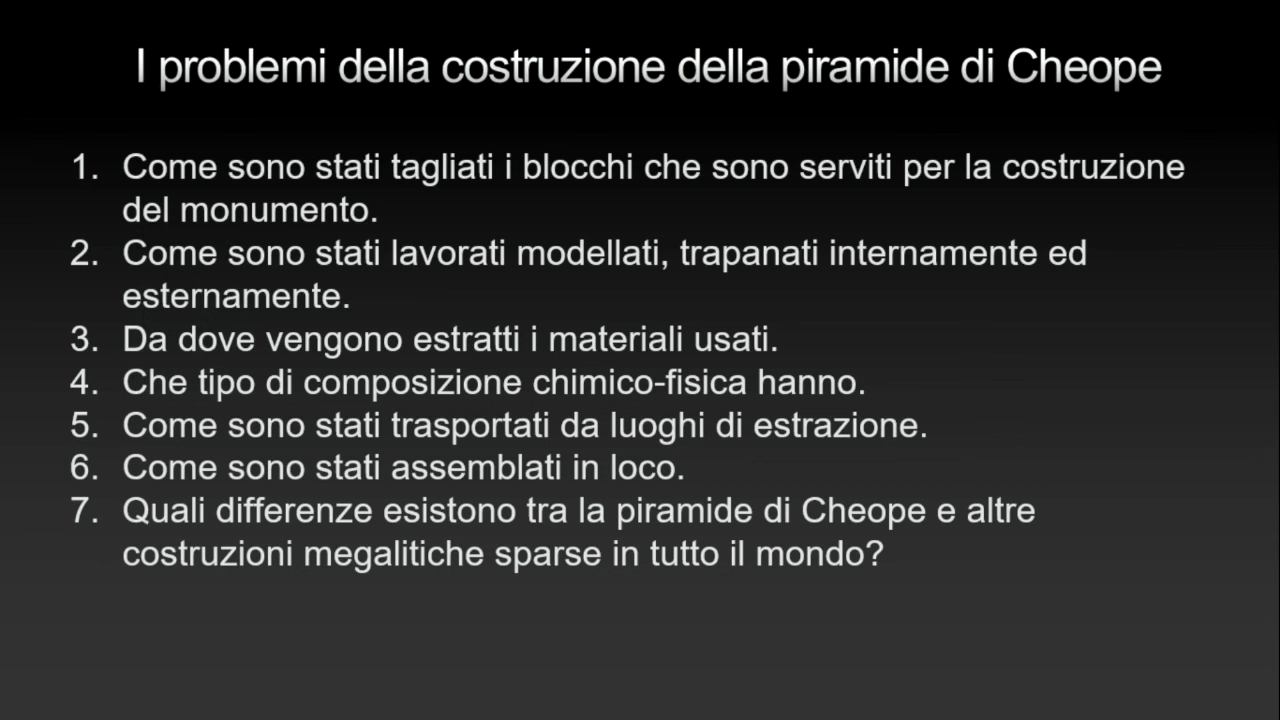 I problemi della costruzione della piramide di Cheope
1. Come sono stati tagliati i blocchi che sono serviti per la costruzione
del monumento.
2. Come sono stati lavorati modellati, trapanati internamente ed
esternamente.
3. Da dove vengono estratti i materiali usati.
4. Che tipo di composizione chimico-fisica hanno.
5. Come sono stati trasportati da luoghi di estrazione.
6. Come sono stati assemblati in loco.
7. Quali differenze esistono tra la piramide di Cheope e altre
costruzioni megalitiche sparse in tutto il mondo?